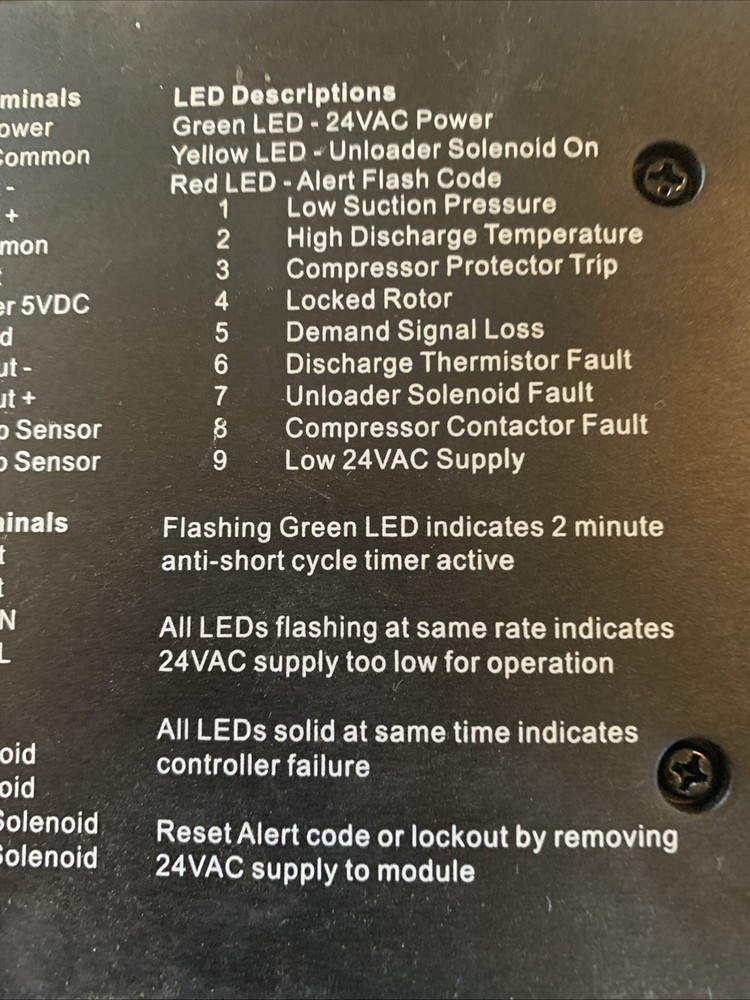 minals
ower
Common
-
+
mon
er 5VDC
d
ut -
ut +
o Sensor
o Sensor
inals
t
t
N
L
oid
oid
Solenoid
Solenoid
LED Descriptions
Green LED - 24VAC Power
Yellow LED - Unloader Solenoid On
Red LED - Alert Flash Code
1 Low Suction Pressure
2 High Discharge Temperature
3 Compressor Protector Trip
4 Locked Rotor
5 Demand Signal Loss
6 Discharge Thermistor Fault
7 Unloader Solenoid Fault
8 Compressor Contactor Fault
9 Low 24VAC Supply
Flashing Green LED indicates 2 minute
anti-short cycle timer active
All LEDs flashing at same rate indicates
24VAC supply too low for operation
All LEDs solid at same time indicates
controller failure
Reset Alert code or lockout by removing
24VAC supply to module